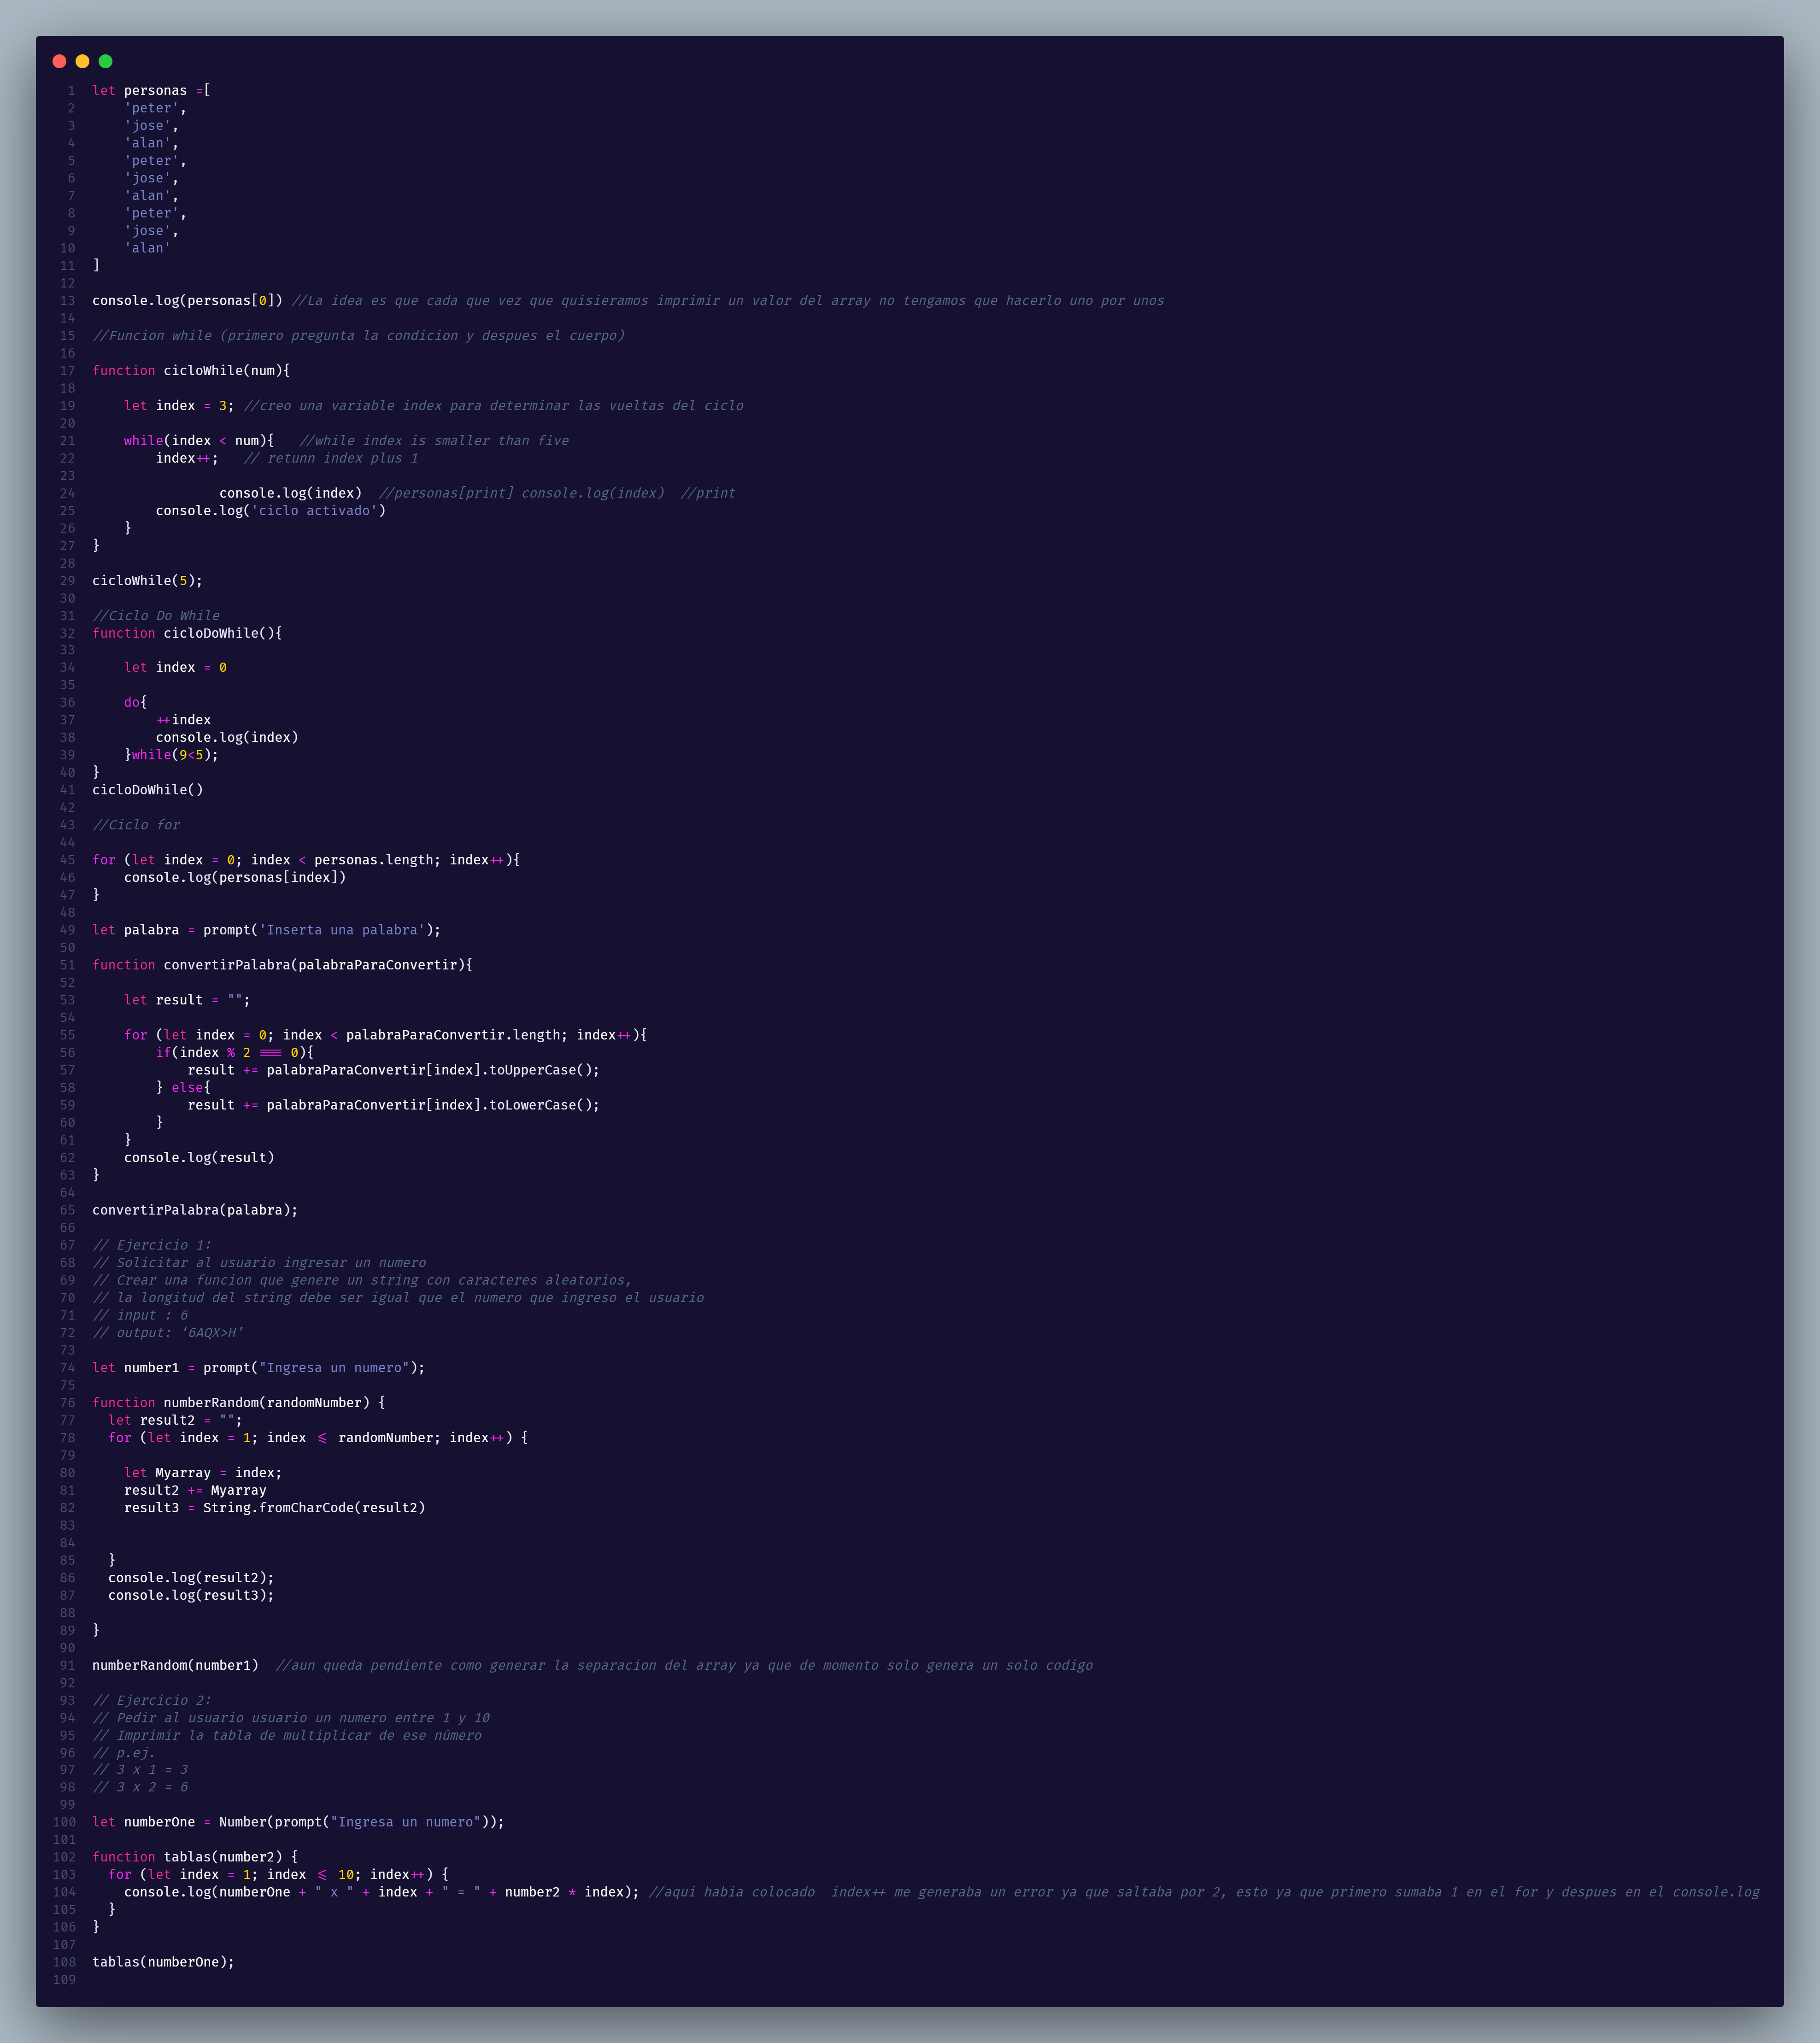 1 let personas =[
2 'peter',
3 'jose',
4 'alan',
5 'peter',
6 'jose',
7 'alan',
8 'peter',
9 'jose',
10 'alan'
11 ]
12
13 console.log(personas[0]) //La idea es que cada que vez que quisieramos imprimir un valor del array no tengamos que hacerlo uno por unos
14
15 //Funcion while (primero pregunta la condicion y despues el cuerpo)
16
17 function cicloWhile(num){
18
19 let index = 3; //creo una variable index para determinar las vueltas del ciclo
20
21 while(index < num){ //while index is smaller than five
22 index++; // retunn index plus 1
23
24 console.log(index) //personas[print] console.log(index) //print
25 console.log('ciclo activado')
26 }
27 }
28
29 cicloWhile(5);
30
31 //Ciclo Do While
32 function cicloDoWhile(){
33
34 let index = 0
35
36 do{
37 ++index
38 console.log(index)
39 }while(9<5);
40 }
41 cicloDoWhile()
42
43 //Ciclo for
44
45 for (let index = 0; index < personas.length; index++){
46 console.log(personas[index])
47 }
48
49 let palabra = prompt('Inserta una palabra');
50
51 function convertirPalabra(palabraParaConvertir){
52
53 let result = "";
54
55 for (let index = 0; index < palabraParaConvertir.length; index++){
56 if(index % 2 === 0){
57 result += palabraParaConvertir[index].toUpperCase();
58 } else{
59 result += palabraParaConvertir[index].toLowerCase();
60 }
61 }
62 console.log(result)
63 }
64
65 convertirPalabra(palabra);
66
67 // Ejercicio 1:
68 // Solicitar al usuario ingresar un numero
69 // Crear una funcion que genere un string con caracteres aleatorios,
70 // la longitud del string debe ser igual que el numero que ingreso el usuario
71 // input : 6
72 // output: ‘6AQX>H’
73
74 let number1 = prompt("Ingresa un numero");
75
76 function numberRandom(randomNumber) {
77 let result2 = "";
78 for (let index = 1; index <= randomNumber; index++) {
79
80 let Myarray = index;
81 result2 += Myarray
82 result3 = String.fromCharCode(result2)
83
84
85 }
86 console.log(result2);
87 console.log(result3);
88
89 }
90
91 numberRandom(number1) //aun queda pendiente como generar la separacion del array ya que de momento solo genera un solo codigo
92
93 // Ejercicio 2:
94 // Pedir al usuario usuario un numero entre 1 y 10
95 // Imprimir la tabla de multiplicar de ese número
96 // p.ej.
97 // 3 x 1 = 3
98 // 3 x 2 = 6
99
100 let numberOne = Number(prompt("Ingresa un numero"));
101
102 function tablas(number2) {
103 for (let index = 1; index <= 10; index++) {
104 console.log(numberOne + " x " + index + " = " + number2 * index); //aqui habia colocado  index++ me generaba un error ya que saltaba por 2, esto ya que primero sumaba 1 en el for y despues en el console.log
105 }
106 }
107
108 tablas(numberOne);
109